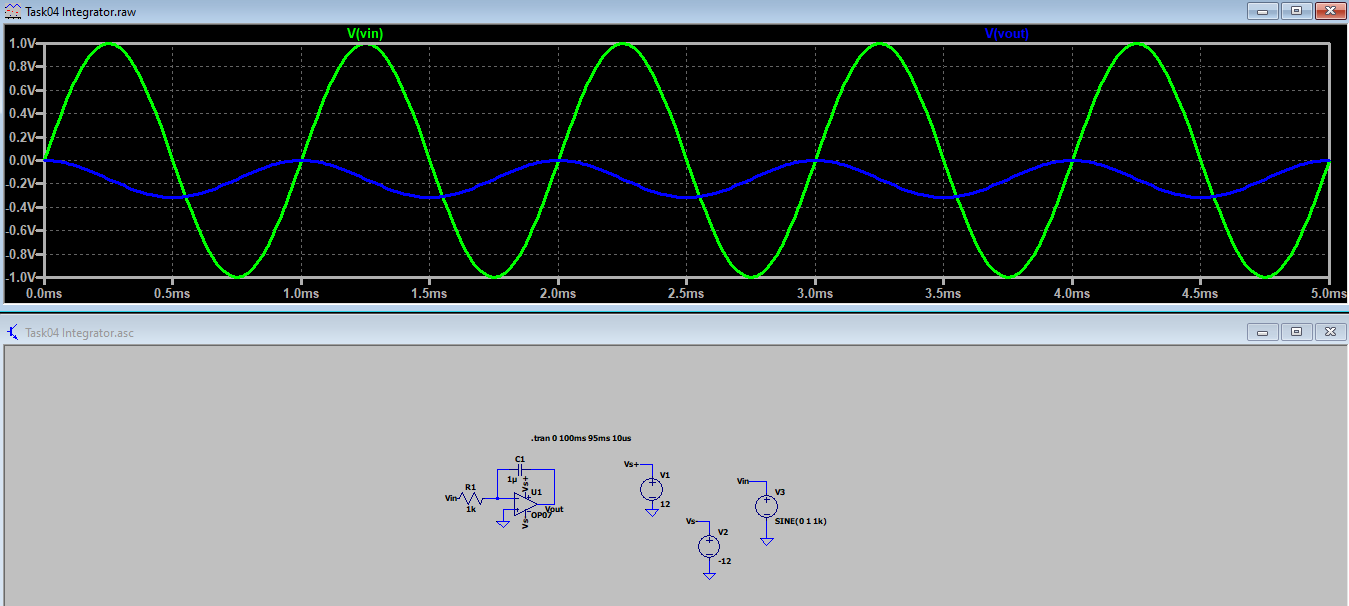 Task04 Integrator.raw
V(vin) V(vout)
1.0V
0.8V
0.6V
0.4V
0.2V
0.0V
-0.2V
-0.4V
-0.6V
-0.8V
-1.0V
0.0ms 0.5ms 1.0ms 1.5ms 2.0ms 2.5ms 3.0ms 3.5ms 4.0ms 4.5ms 5.0ms
Task04 Integrator.asc
.tran 0 100ms 95ms 10us
C1
1µ
Vs+
R1
Vin
1k
U1
Vout
OP07
Vs-
Vs+
V1
12
Vs-
V2
-12
Vin
V3
SINE(0 1 1k)